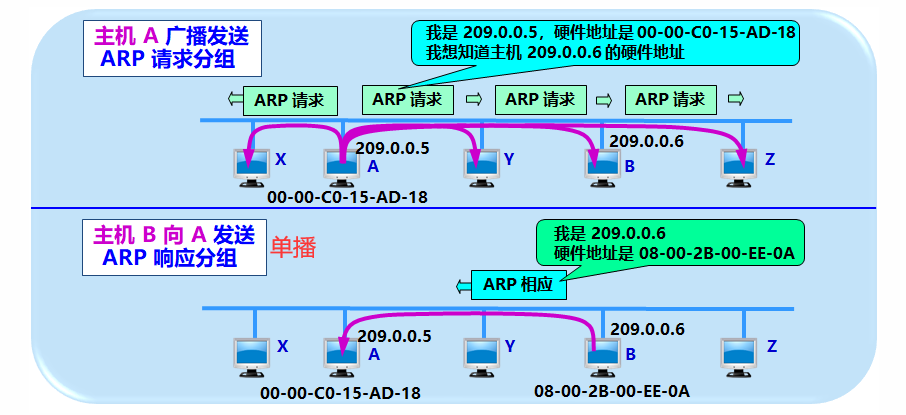 主机 A 广播发送
ARP 请求分组
我是 209.0.0.5，硬件地址是 00-00-C0-15-AD-18
我想知道主机 209.0.0.6 的硬件地址
ARP 请求
ARP 请求
ARP 请求
ARP 请求
209.0.0.5
209.0.0.6
X
A
Y
B
Z
00-00-C0-15-AD-18
主机 B 向 A 发送
ARP 响应分组
单播
我是 209.0.0.6
硬件地址是 08-00-2B-00-EE-0A
ARP 相应
209.0.0.5
209.0.0.6
X
A
Y
B
Z
00-00-C0-15-AD-18
08-00-2B-00-EE-0A